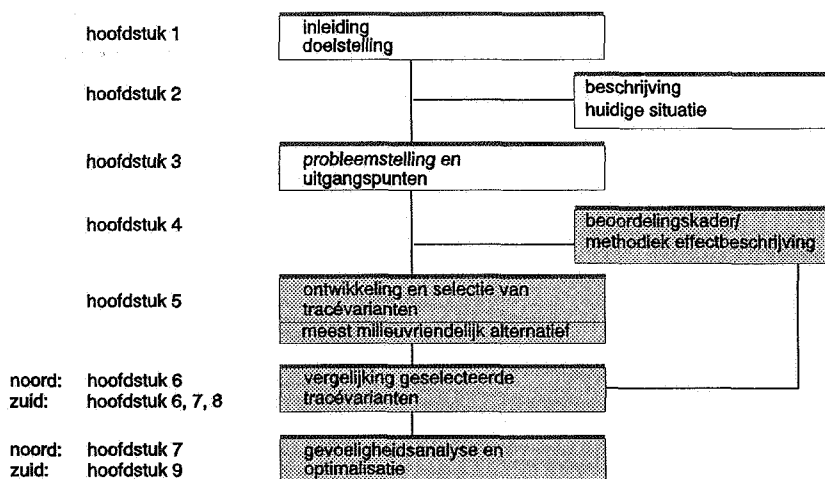 hoofdstuk 1
inleiding
doelstelling
hoofdstuk 2
beschrijving
huidige situatie
hoofdstuk 3
probleemstelling en
uitgangspunten
hoofdstuk 4
beoordelingskader/
methodiek effectbeschrijving
hoofdstuk 5
ontwikkeling en selectie van
tracévarianten
meest milieuvriendelijk alternatief
noord: hoofdstuk 6
zuid: hoofdstuk 6, 7, 8
vergelijking geselecteerde
tracévarianten
noord: hoofdstuk 7
zuid: hoofdstuk 9
gevoeligheidsanalyse en
optimalisatie